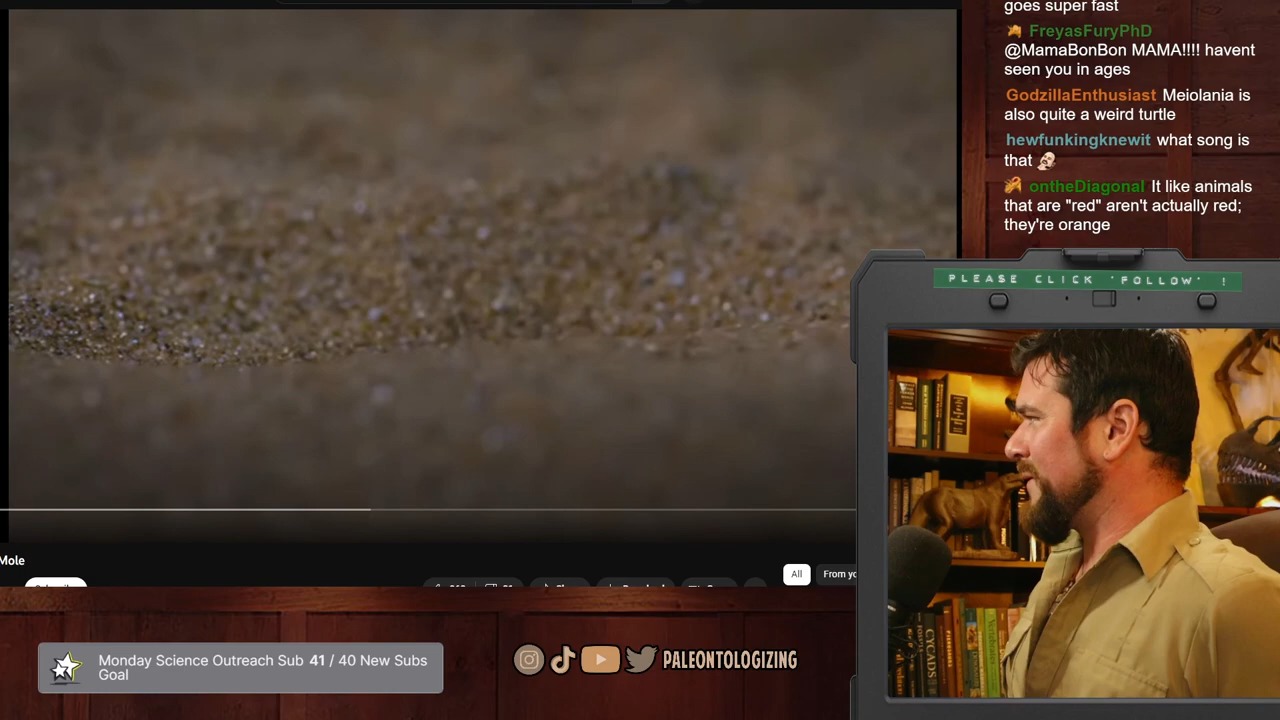 goes super fast
FreyasFuryPhD
@MamaBonBon MAMA!!!! havent
seen you in ages
GodzillaEnthusiast Meiolania is
also quite a weird turtle
hewfunkingknewit what song is
that
ontheDiagonal It like animals
that are "red" aren't actually red;
they're orange
PLEASE CLICK 'FOLLOW' !
Mole
All
From yo
CYCADS
Monday Science Outreach Sub 41 / 40 New Subs
Goal
PALEONTOLOGIZING